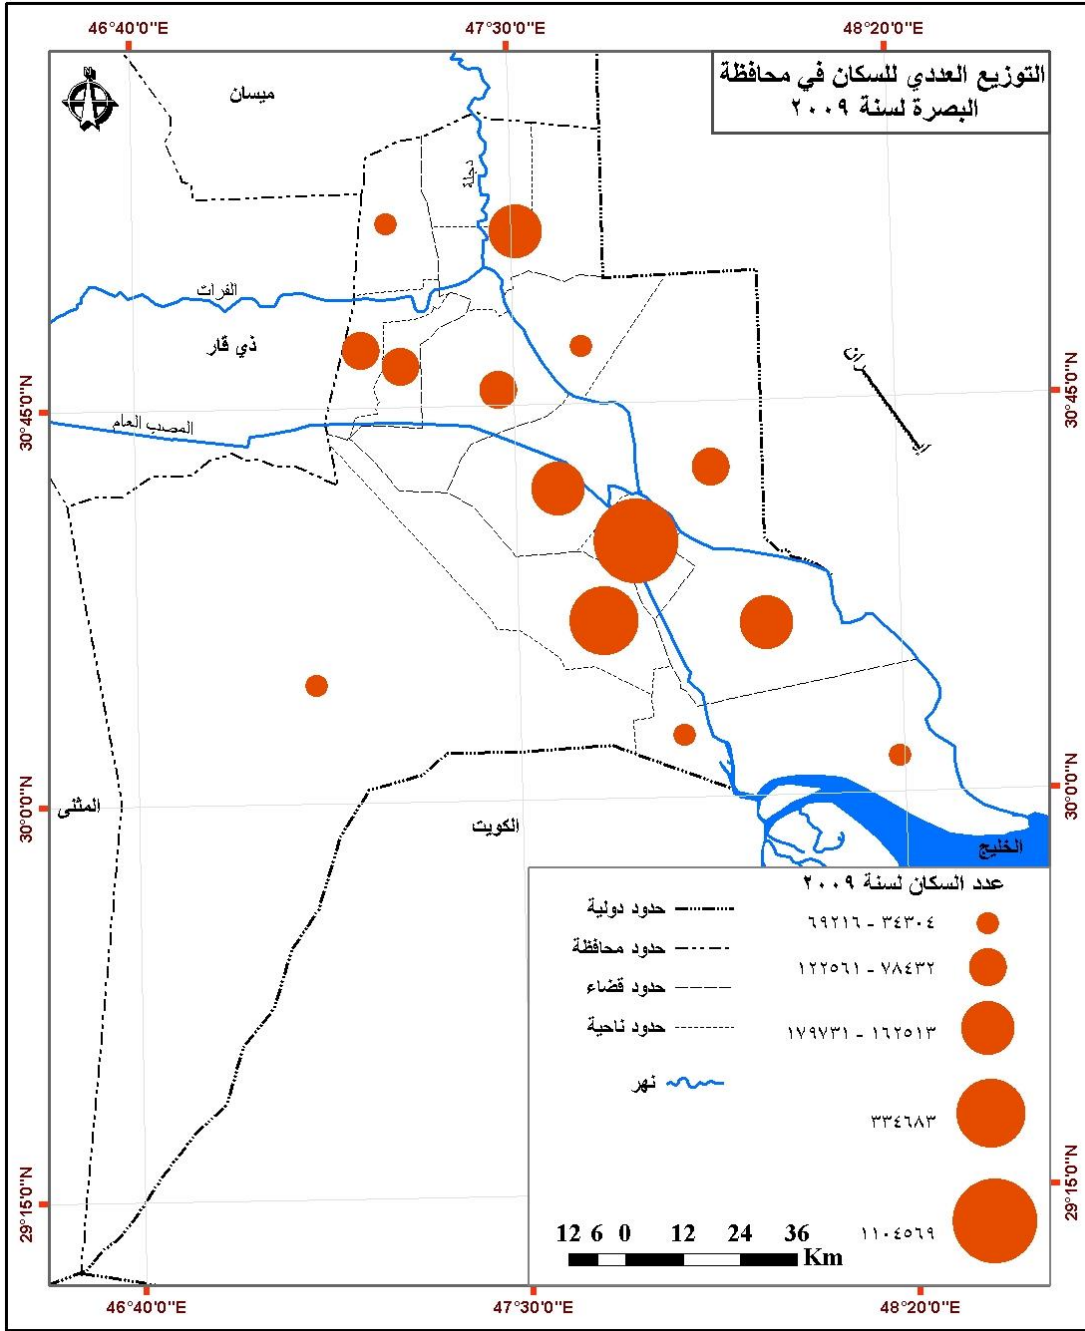 46°40'0"E
47°30'0"E
48°20'0"E
التوزيع العددي للسكان في محافظة
البصرة لسنة ٢٠٠٩
N
ميسان
دجلة
الفرات
ذي قار
ايران
30°45'0"N
30°45'0"N
المصب العام
المثنى
30°0'0"N
30°0'0"N
الكويت
الخليج
عدد السكان لسنة ٢٠٠٩
حدود دولية
حدود محافظة
حدود قضاء
حدود ناحية
نهر
٣٤٣٠٤ - ٦٩٢١٦
٧٨٤٣٢ - ١٢٢٥٦١
١٦٢٥١٣ - ١٧٩٧٣١
٣٣٤٦٨٣
١١٠٤٥٦٩
29°15'0"N
29°15'0"N
12 6 0 12 24 36
Km
46°40'0"E
47°30'0"E
48°20'0"E